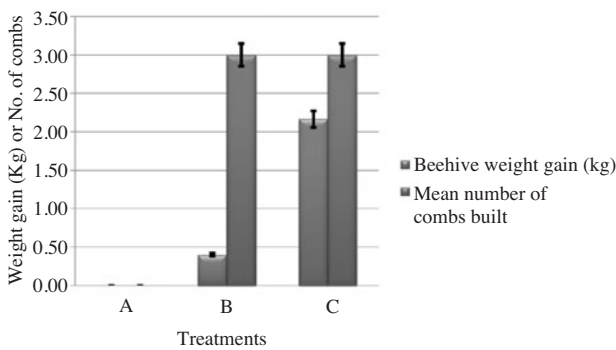 Weight gain (Kg) or No. of combs
3.50
3.00
2.50
2.00
1.50
1.00
0.50
0.00
A B C
Treatments
Beehive weight gain (kg)
Mean number of
combs built